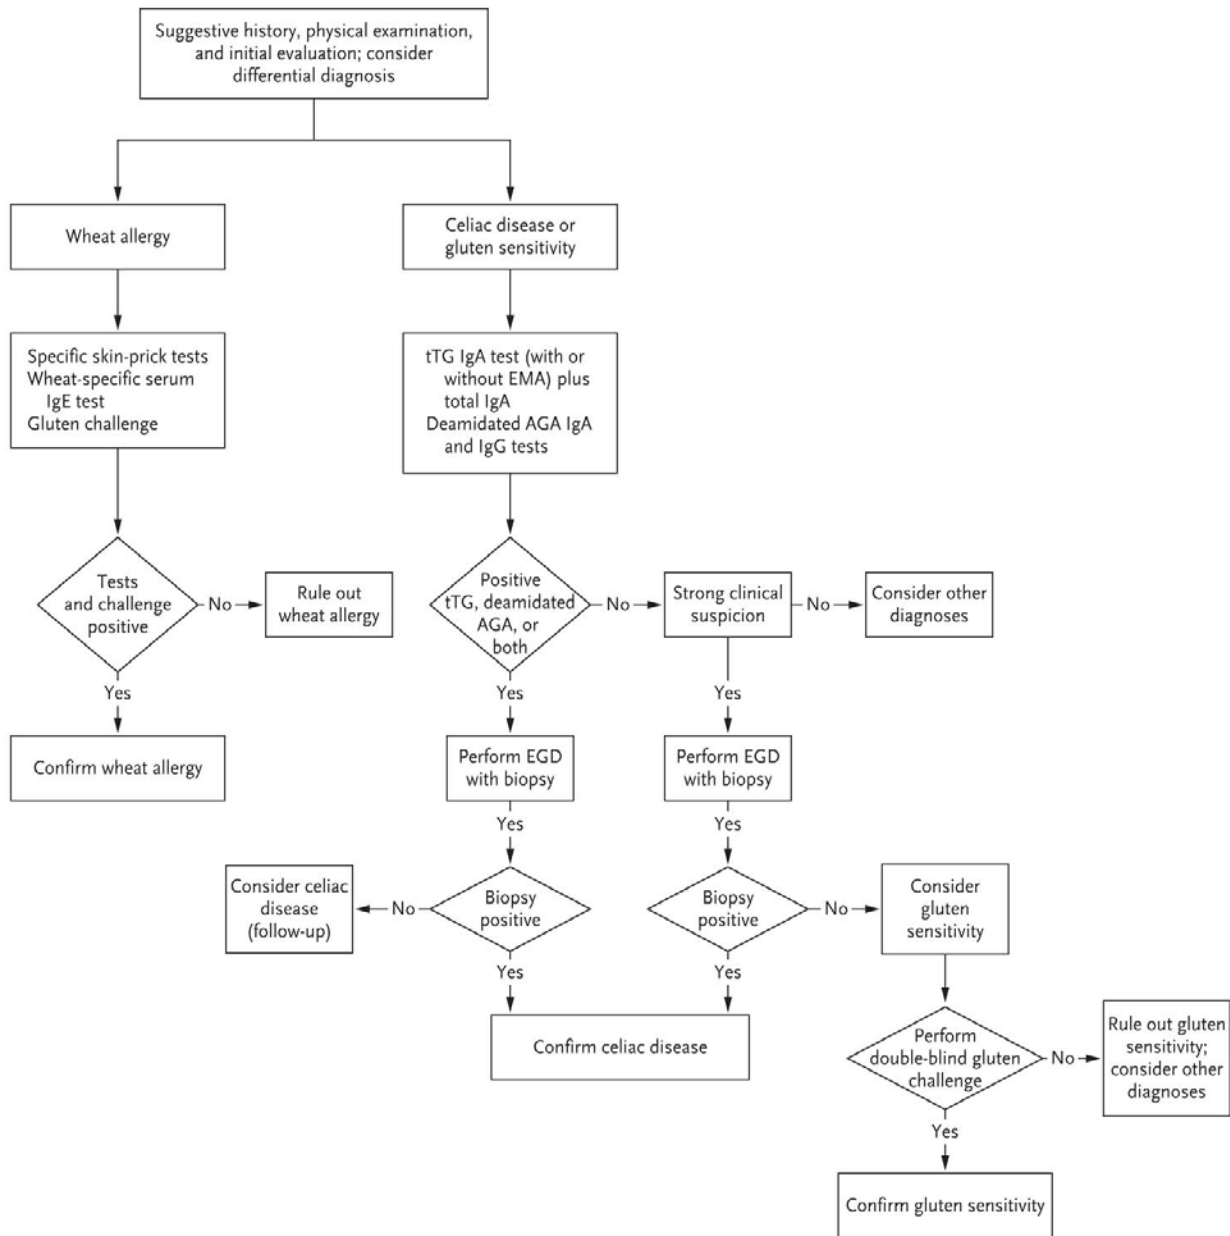 Suggestive history, physical examination,
and initial evaluation; consider
differential diagnosis
Wheat allergy
Celiac disease or
gluten sensitivity
Specific skin-prick tests
Wheat-specific serum
IgE test
Gluten challenge
tTG IgA test (with or
without EMA) plus
total IgA
Deamidated AGA IgA
and IgG tests
Tests
and challenge
positive
No
Rule out
wheat allergy
Positive
tTG, deamidated
AGA, or
both
No
Strong clinical
suspicion
No
Consider other
diagnoses
Yes
Yes
Yes
Confirm wheat allergy
Perform EGD
with biopsy
Perform EGD
with biopsy
Yes
Yes
Consider celiac
disease
(follow-up)
No
Biopsy
positive
Biopsy
positive
No
Consider
gluten
sensitivity
Yes
Yes
Confirm celiac disease
Perform
double-blind gluten
challenge
No
Rule out gluten
sensitivity;
consider other
diagnoses
Yes
Confirm gluten sensitivity